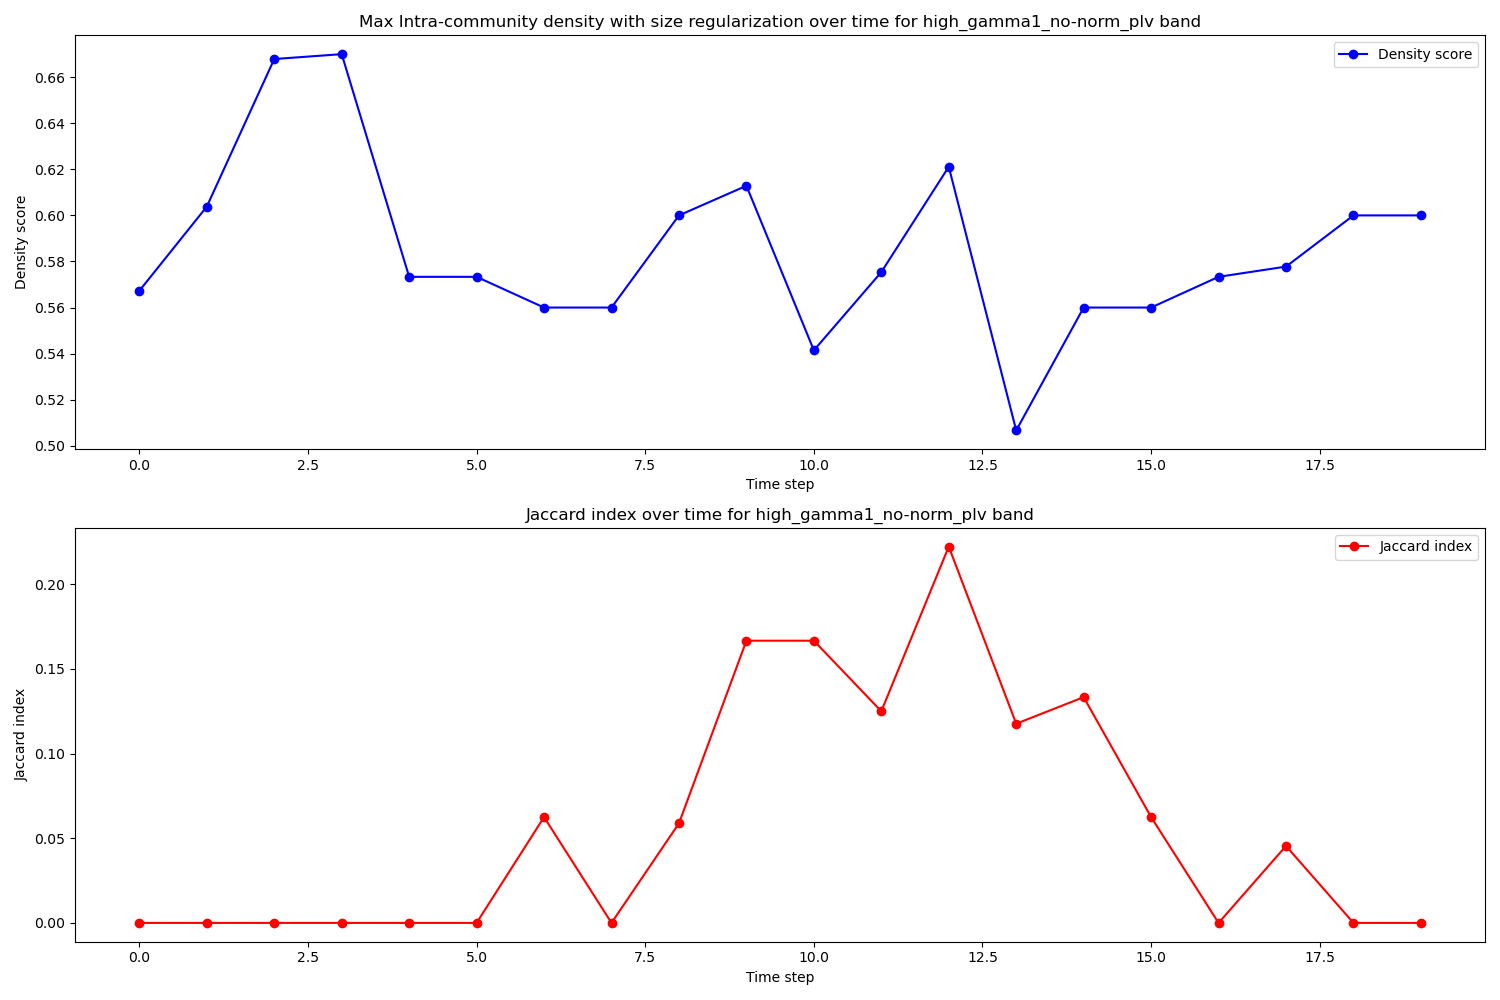 Max Intra-community density with size regularization over time for high_gamma1_no-norm_plv band
Density score
0.66
0.64
0.62
0.60
0.58
0.56
0.54
0.52
0.50
Density score
0.0 2.5 5.0 7.5 10.0 12.5 15.0 17.5
Time step
Jaccard index over time for high_gamma1_no-norm_plv band
Jaccard index
0.20
0.15
0.10
0.05
0.00
Jaccard index
0.0 2.5 5.0 7.5 10.0 12.5 15.0 17.5
Time step